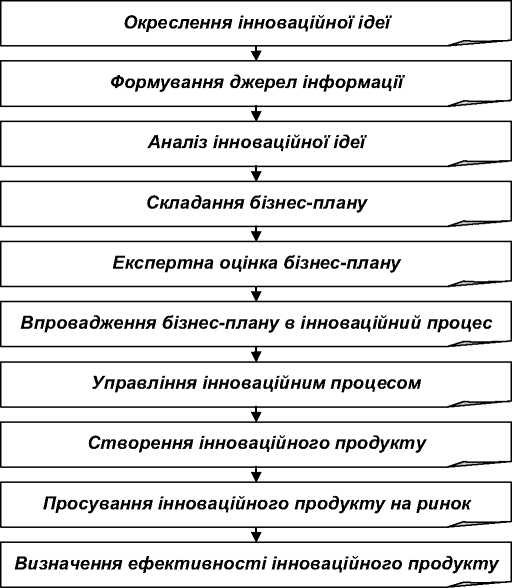 Окреслення інноваційної ідеї
Формування джерел інформації
Аналіз інноваційної ідеї
Складання бізнес-плану
Експертна оцінка бізнес-плану
Впровадження бізнес-плану в інноваційний процес
Управління інноваційним процесом
Створення інноваційного продукту
Просування інноваційного продукту на ринок
Визначення ефективності інноваційного продукту